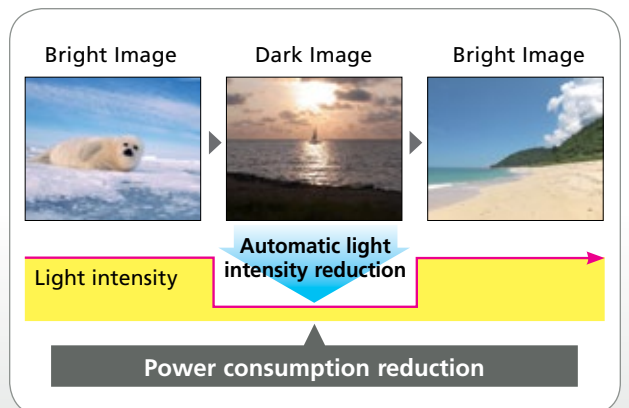 Bright Image
Dark Image
Bright Image
Automatic light
intensity reduction
Light intensity
Power consumption reduction